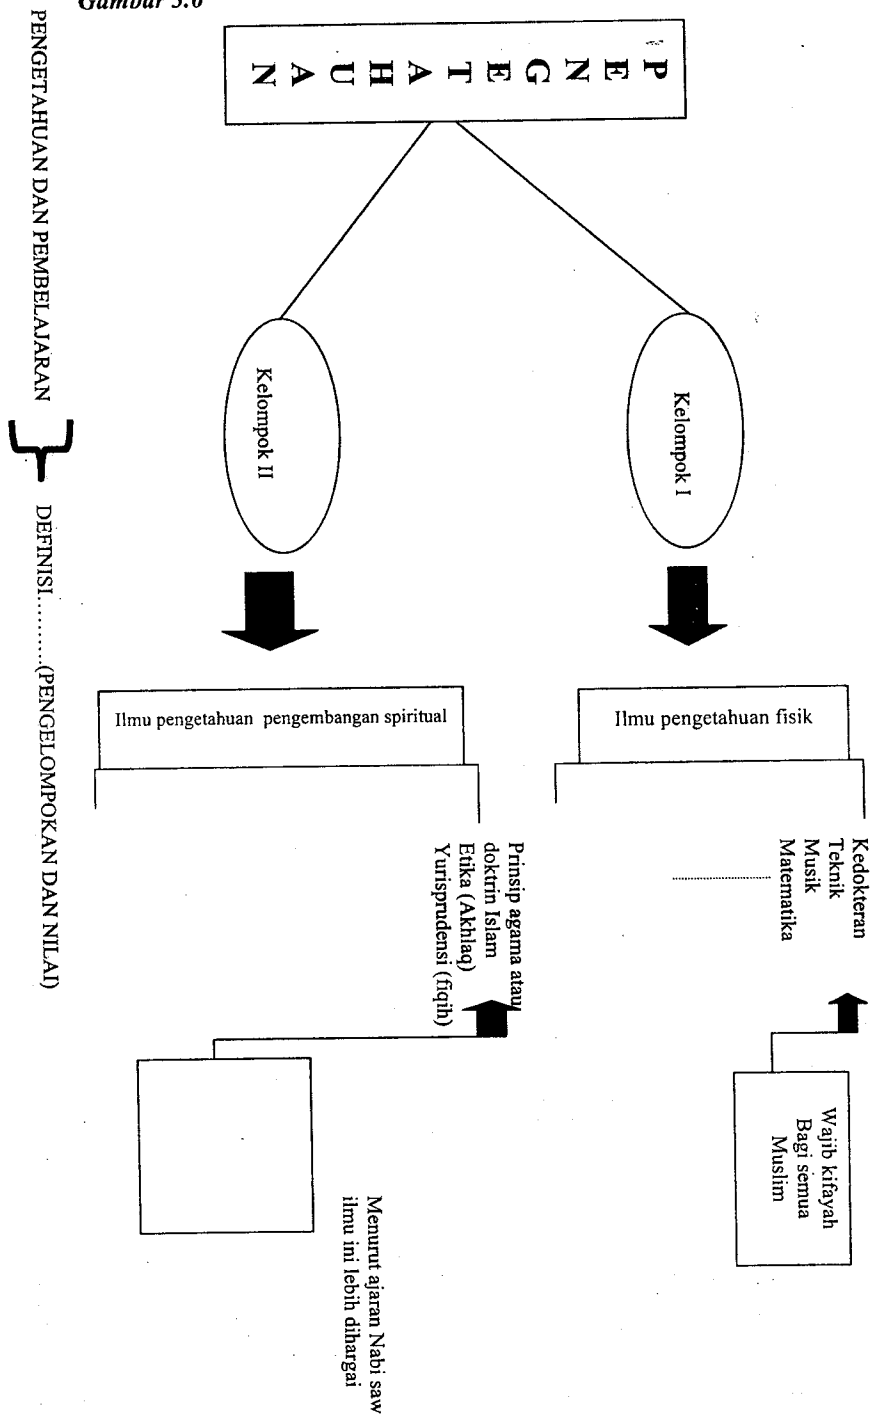 Gambar 3.6
PENGETAHUAN DAN PEMBELAJARAN
DEFINISI..........(PENGELOMPOKAN DAN NILAI)
PENGETAHUAN
Kelompok I
Ilmu pengetahuan fisik
Kedokteran
Teknik
Musik
Matematika
Wajib kifayah
Bagi semua
Muslim
Kelompok II
Ilmu pengetahuan pengembangan spiritual
Prinsip agama atau
doktrin Islam
Etika (Akhlaq)
Yurisprudensi (fiqih)
Menurut ajaran Nabi saw
ilmu ini lebih dihargai